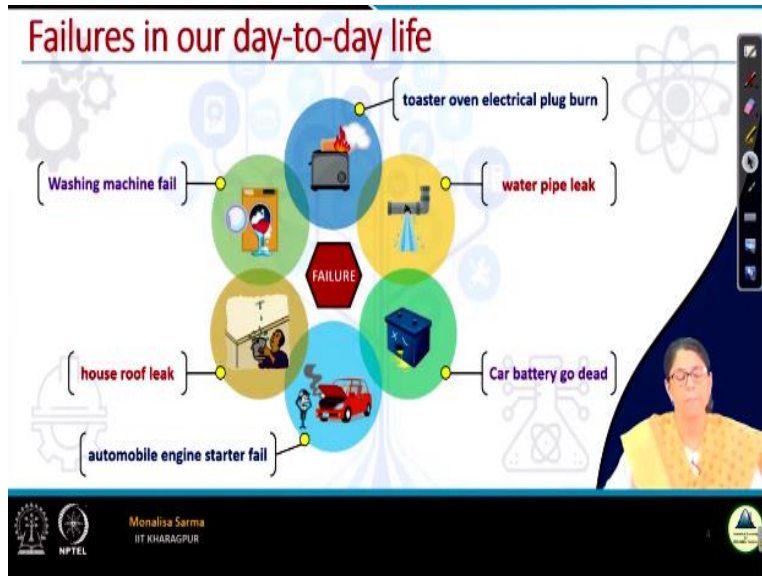 Failures in our day-to-day life
toaster oven electrical plug burn
Washing machine fail
water pipe leak
FAILURE
house roof leak
Car battery go dead
automobile engine starter fail
Monalisa Sarma
IIT KHARAGPUR
NPTEL
4